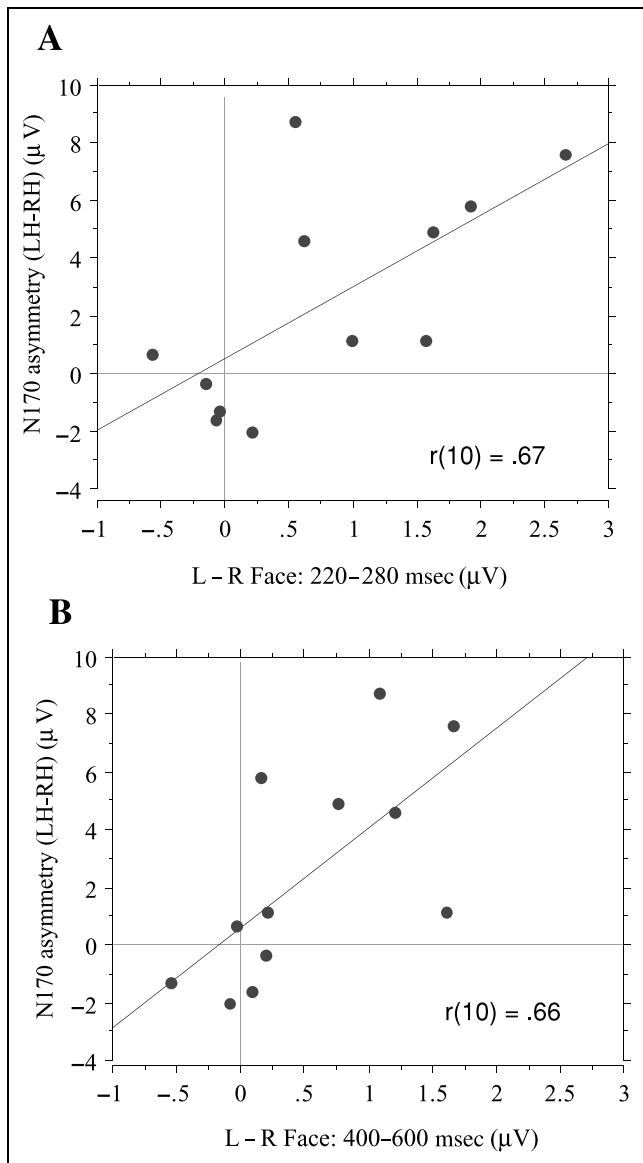 A
N170 asymmetry (LH-RH) (μ V)
10
8
6
4
2
0
−2
−4
r(10) = .67
−1 −.5 0 .5 1 1.5 2 2.5 3
L − R Face: 220−280 msec (μV)
B
N170 asymmetry (LH-RH) (μ V)
10
8
6
4
2
0
−2
−4
r(10) = .66
−1 −.5 0 .5 1 1.5 2 2.5 3
L − R Face: 400−600 msec (μV)